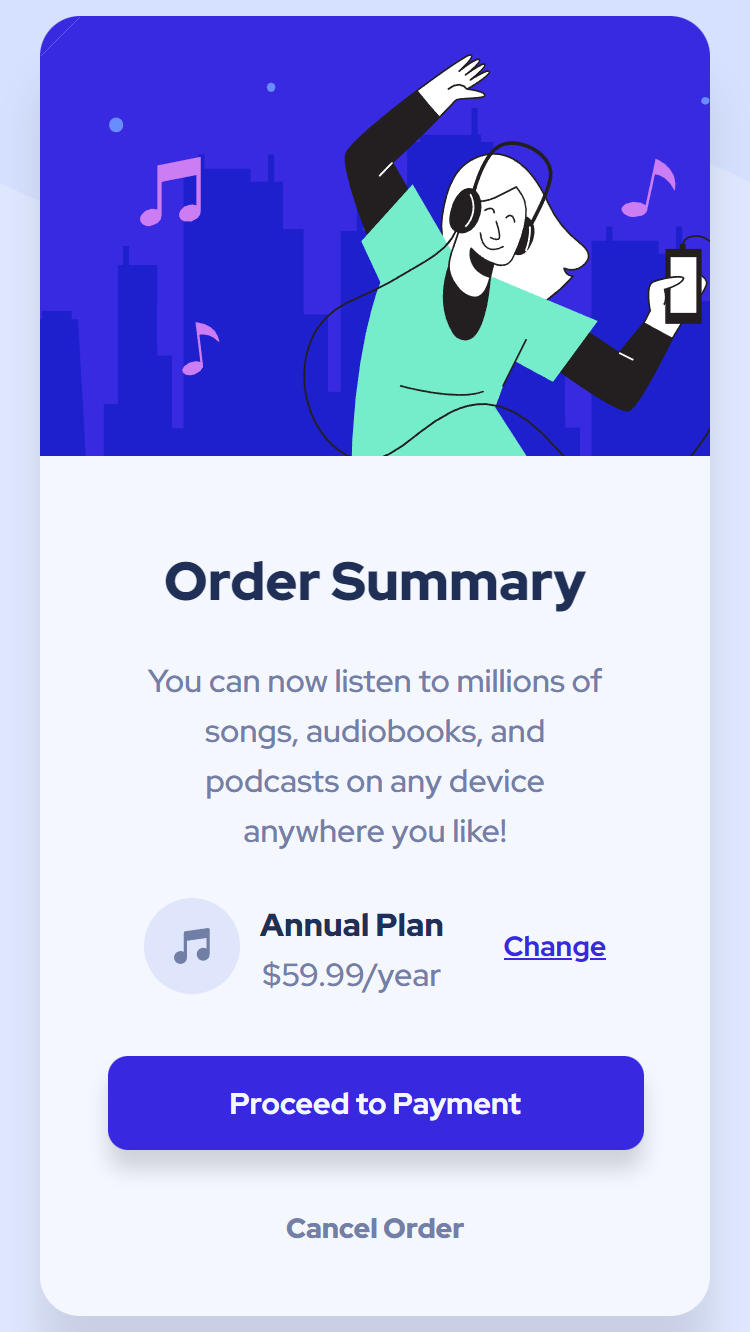 Order Summary
You can now listen to millions of
songs, audiobooks, and
podcasts on any device
anywhere you like!
Annual Plan
$59.99/year
Change
Proceed to Payment
Cancel Order